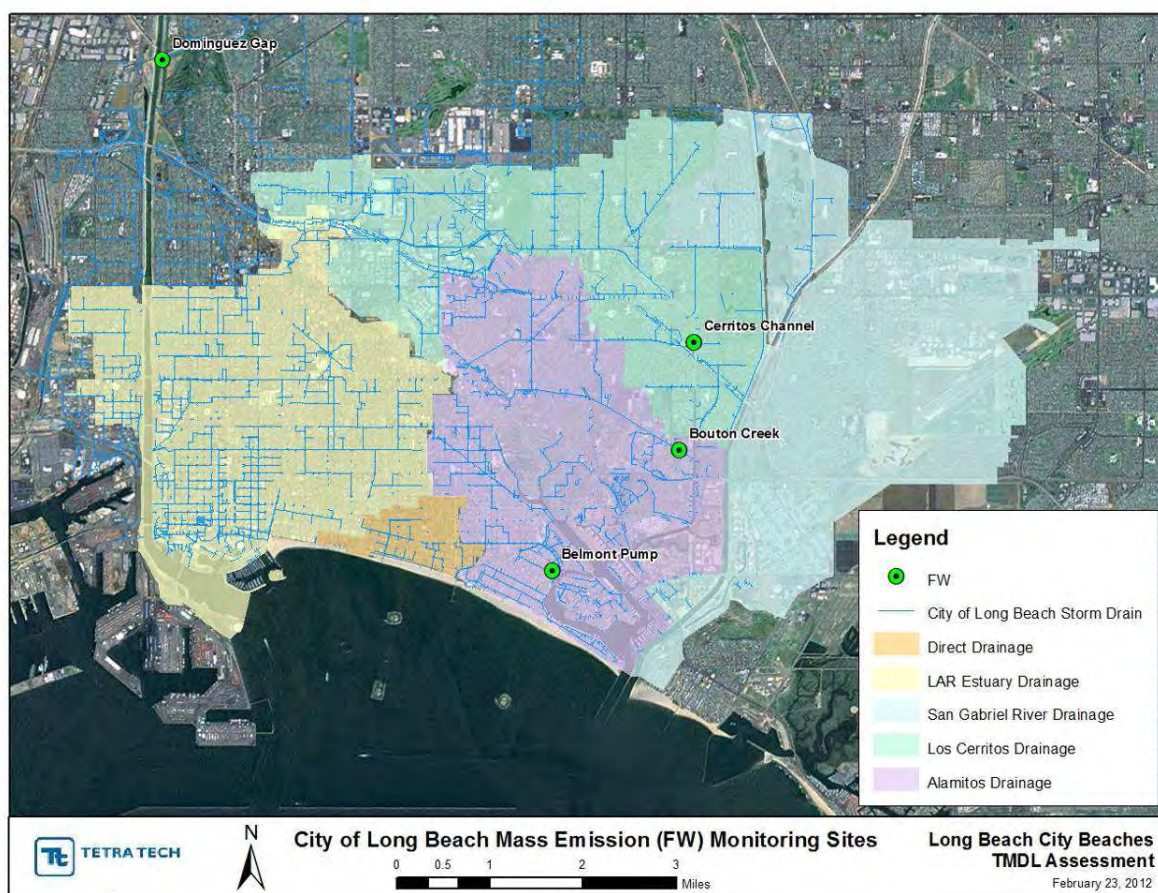 Dominguez Gap
Cerritos Channel
Bouton Creek
Belmont Pump
Legend
FW
City of Long Beach Storm Drain
Direct Drainage
LAR Estuary Drainage
San Gabriel River Drainage
Los Cerritos Drainage
Alamitos Drainage
Tt TETRA TECH
N
City of Long Beach Mass Emission (FW) Monitoring Sites
0 0.5 1 2 3
Miles
Long Beach City Beaches
TMDL Assessment
February 23, 2012